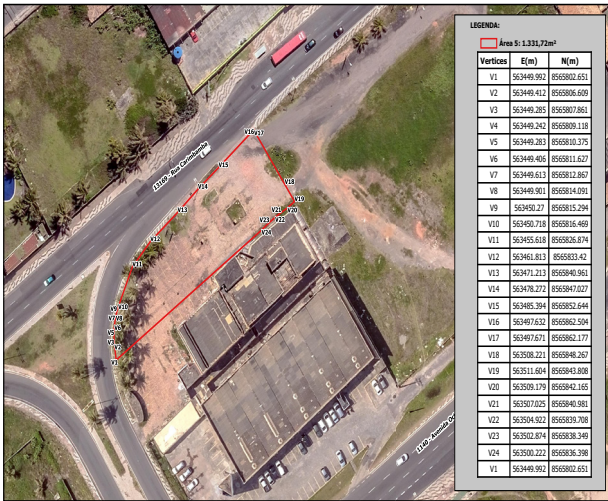 LEGENDA:
Área 5: 1.331,72m²
Vertices E(m) N(m)
V1 563449.992 8565802.651
V2 563449.412 8565806.609
V3 563449.285 8565807.861
V4 563449.242 8565809.118
V5 563449.283 8565810.375
V6 563449.406 8565811.627
V7 563449.613 8565812.867
V8 563449.901 8565814.091
V9 563450.27 8565815.294
V10 563450.718 8565816.469
V11 563455.618 8565826.874
V12 563461.813 8565833.42
V13 563471.213 8565840.961
V14 563478.272 8565847.027
V15 563485.394 8565852.644
V16 563497.632 8565862.504
V17 563497.671 8565862.177
V18 563508.221 8565848.267
V19 563511.604 8565843.808
V20 563509.179 8565842.165
V21 563507.025 8565840.981
V22 563504.922 8565839.708
V23 563502.874 8565838.349
V24 563500.222 8565836.398
V1 563449.992 8565802.651
V16 V17
V15
V14
V13
V12
V11
V18
V19
V20
V21
V22
V23
V24
V9 V10
V7 V8
V6
V5
V3
V2
V1